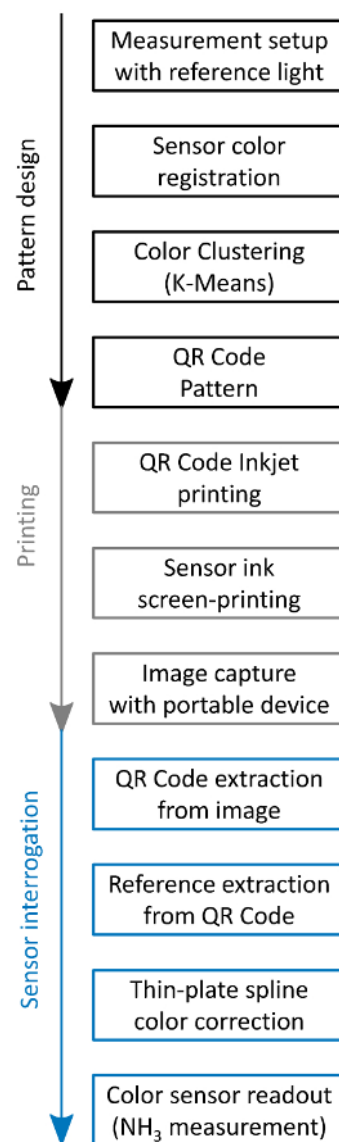 Pattern design
Measurement setup
with reference light
Sensor color
registration
Color Clustering
(K-Means)
QR Code
Pattern
Printing
QR Code Inkjet
printing
Sensor ink
screen-printing
Image capture
with portable device
Sensor interrogation
QR Code extraction
from image
Reference extraction
from QR Code
Thin-plate spline
color correction
Color sensor readout
(NH₃ measurement)